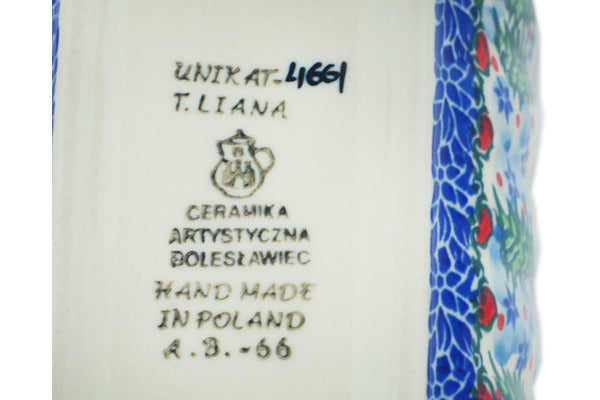 UNIKAT-4661
T. LIANA
CERAMIKA
ARTYSTYCZNA
BOLESŁAWIEC
HAND MADE
IN POLAND
A.B.-66